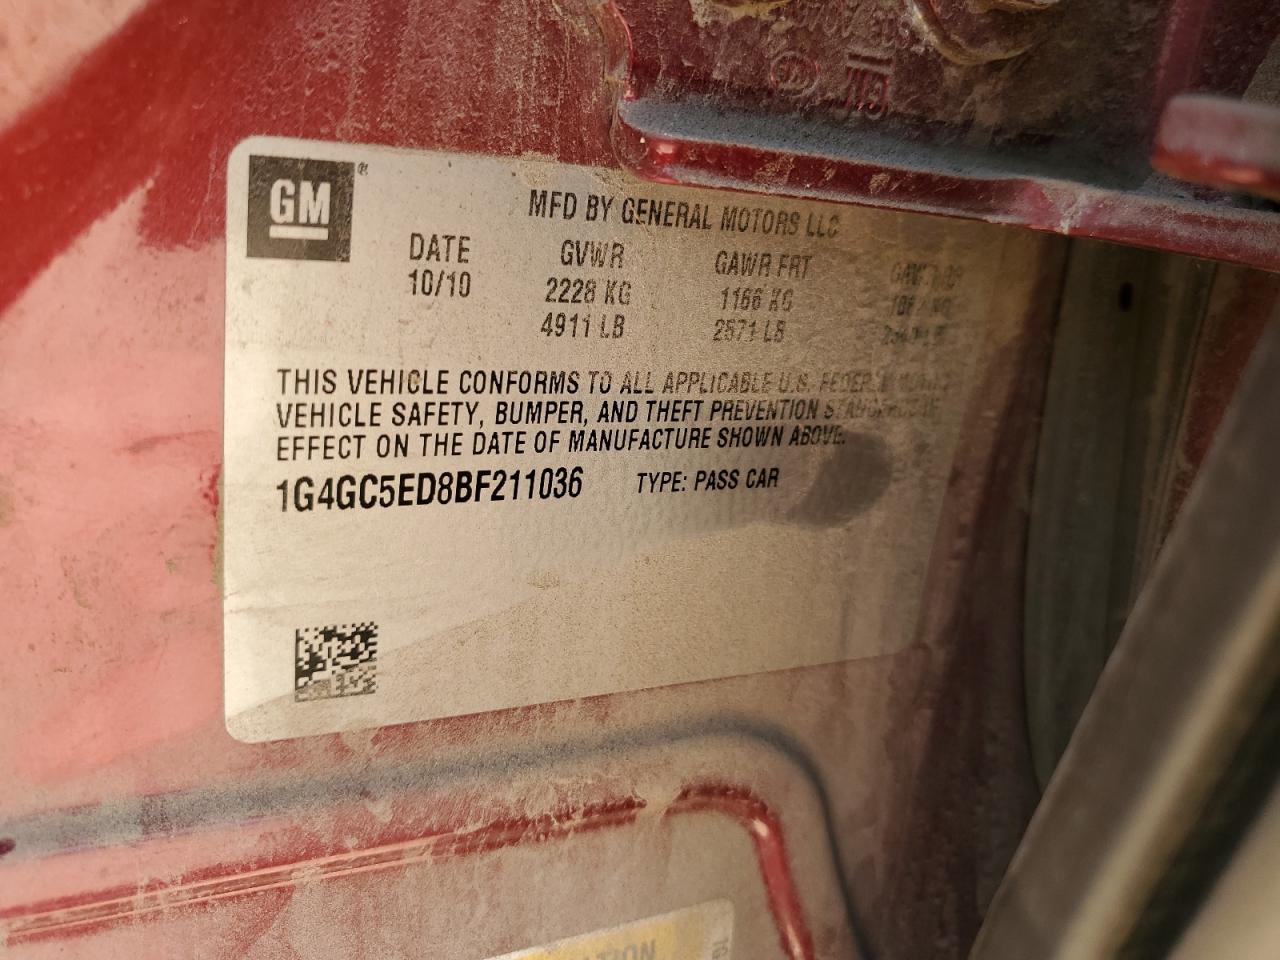 GM ®
MFD BY GENERAL MOTORS LLC
DATE GVWR GAWR FRT
10/10 2228 KG 1166 KG
4911 LB 2571 LB
THIS VEHICLE CONFORMS TO ALL APPLICABLE U.S. FEDERAL MOTOR
VEHICLE SAFETY, BUMPER, AND THEFT PREVENTION
EFFECT ON THE DATE OF MANUFACTURE SHOWN ABOVE.
1G4GC5ED8BF211036 TYPE: PASS CAR